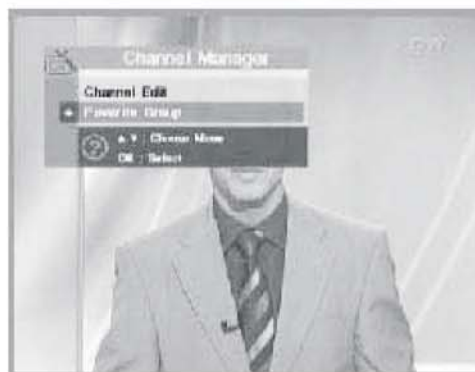 Channel Manager
Channel Edit
Favorite Group
▲ ▼ : Choose Menu
OK : Select